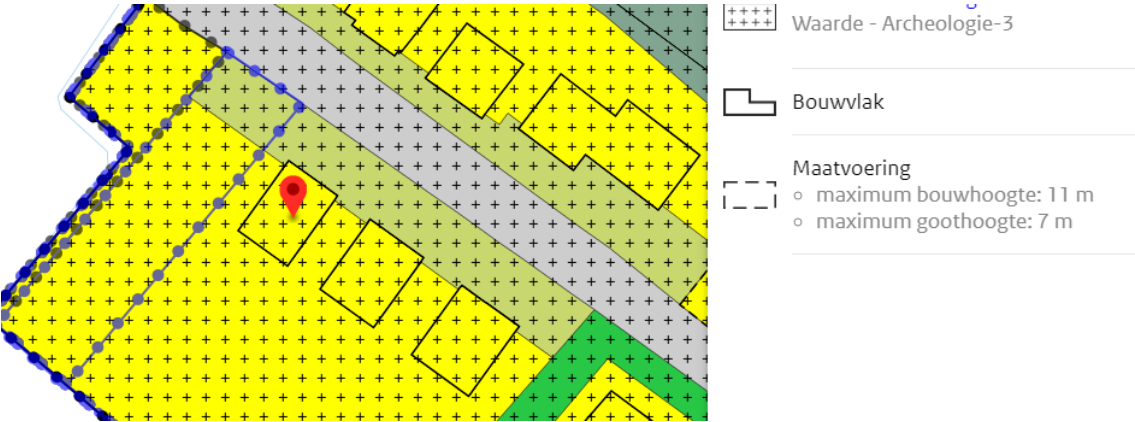 Waarde - Archeologie-3
Bouwvlak
Maatvoering
maximum bouwhoogte: 11 m
maximum goothoogte: 7 m